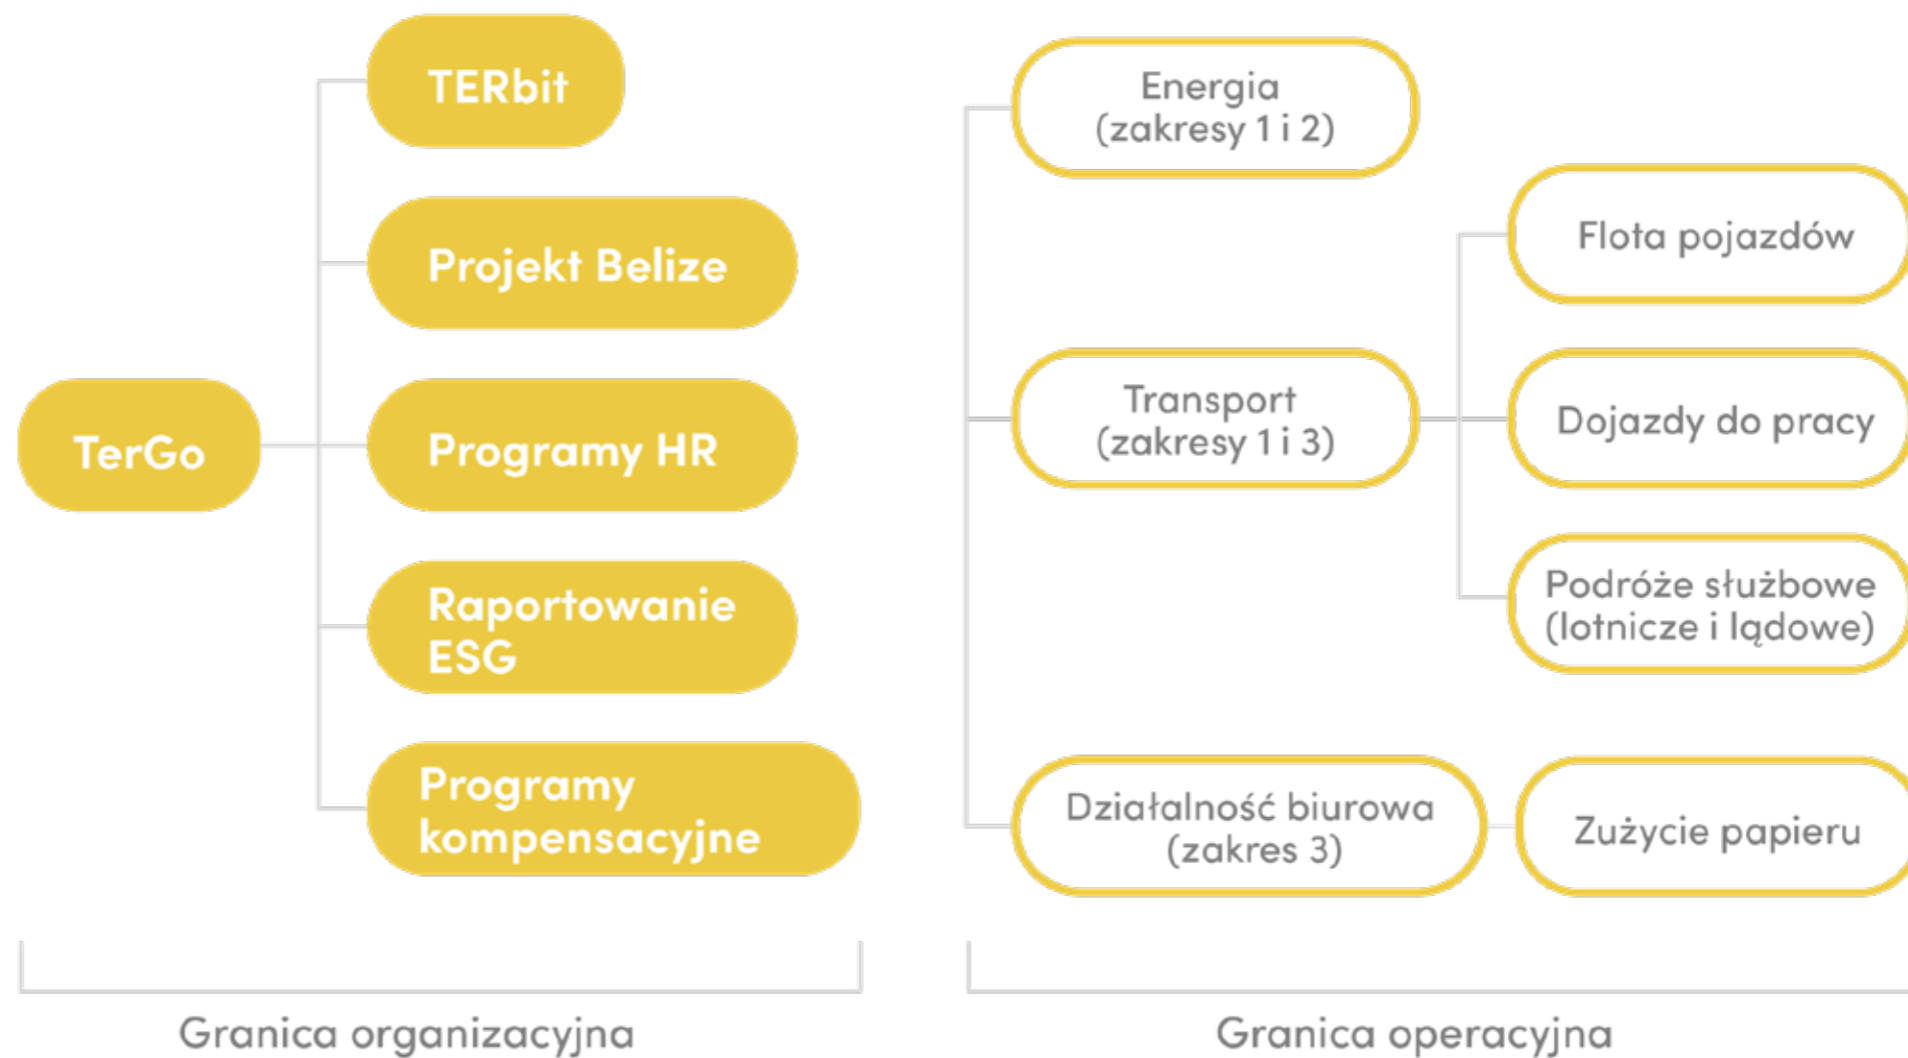 TerGo
TERbit
Projekt Belize
Programy HR
Raportowanie
ESG
Programy
kompensacyjne
Granica organizacyjna
Energia
(zakresy 1 i 2)
Transport
(zakresy 1 i 3)
Flota pojazdów
Dojazdy do pracy
Podróże służbowe
(lotnicze i lądowe)
Działalność biurowa
(zakres 3)
Zużycie papieru
Granica operacyjna